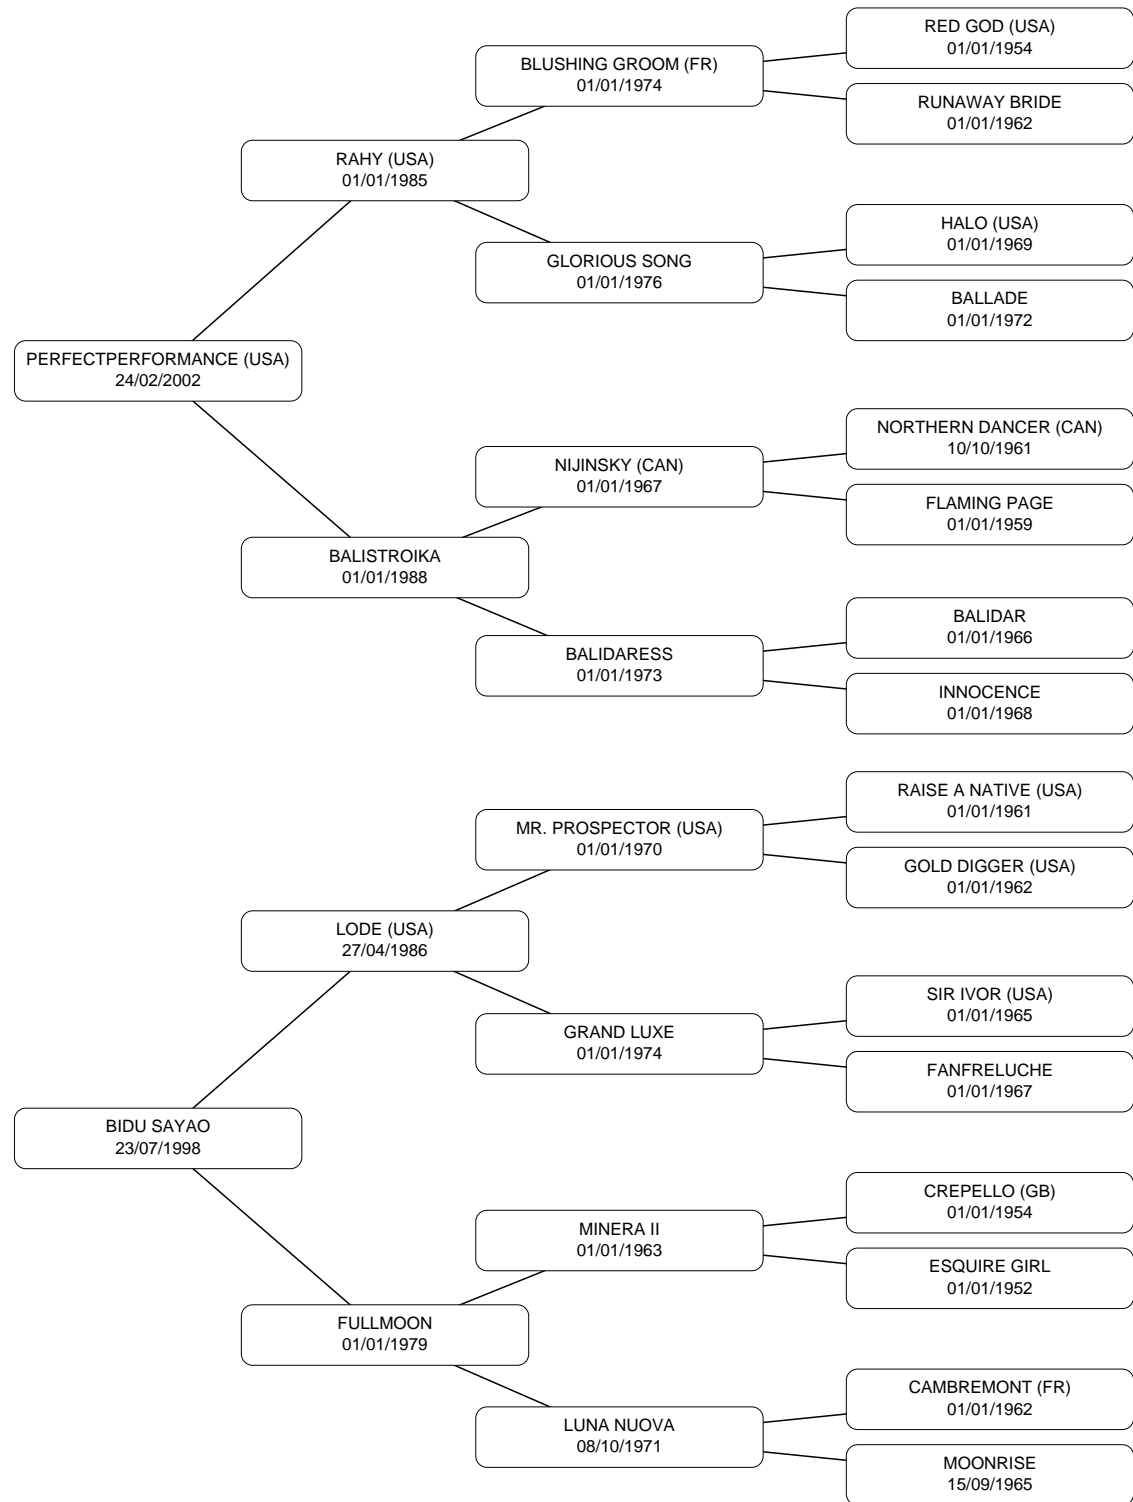 RED GOD (USA)
01/01/1954
BLUSHING GROOM (FR)
01/01/1974
RUNAWAY BRIDE
01/01/1962
RAHY (USA)
01/01/1985
HALO (USA)
01/01/1969
GLORIOUS SONG
01/01/1976
BALLADE
01/01/1972
PERFECTPERFORMANCE (USA)
24/02/2002
NORTHERN DANCER (CAN)
10/10/1961
NIJINSKY (CAN)
01/01/1967
FLAMING PAGE
01/01/1959
BALISTROIKA
01/01/1988
BALIDAR
01/01/1966
BALIDARESS
01/01/1973
INNOCENCE
01/01/1968
RAISE A NATIVE (USA)
01/01/1961
MR. PROSPECTOR (USA)
01/01/1970
GOLD DIGGER (USA)
01/01/1962
LODE (USA)
27/04/1986
SIR IVOR (USA)
01/01/1965
GRAND LUXE
01/01/1974
FANFRELUCHE
01/01/1967
BIDU SAYAO
23/07/1998
CREPELLO (GB)
01/01/1954
MINERA II
01/01/1963
ESQUIRE GIRL
01/01/1952
FULLMOON
01/01/1979
CAMBREMONT (FR)
01/01/1962
LUNA NUOVA
08/10/1971
MOONRISE
15/09/1965